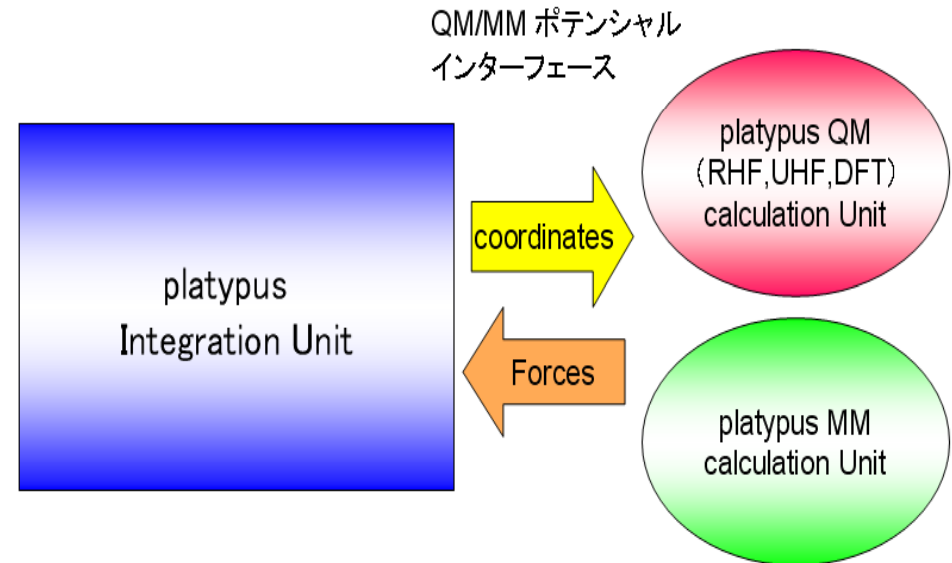 QM/MM ポテンシャル
インターフェース
platypus QM
（RHF,UHF,DFT）
calculation Unit
coordinates
platypus
Integration Unit
Forces
platypus MM
calculation Unit